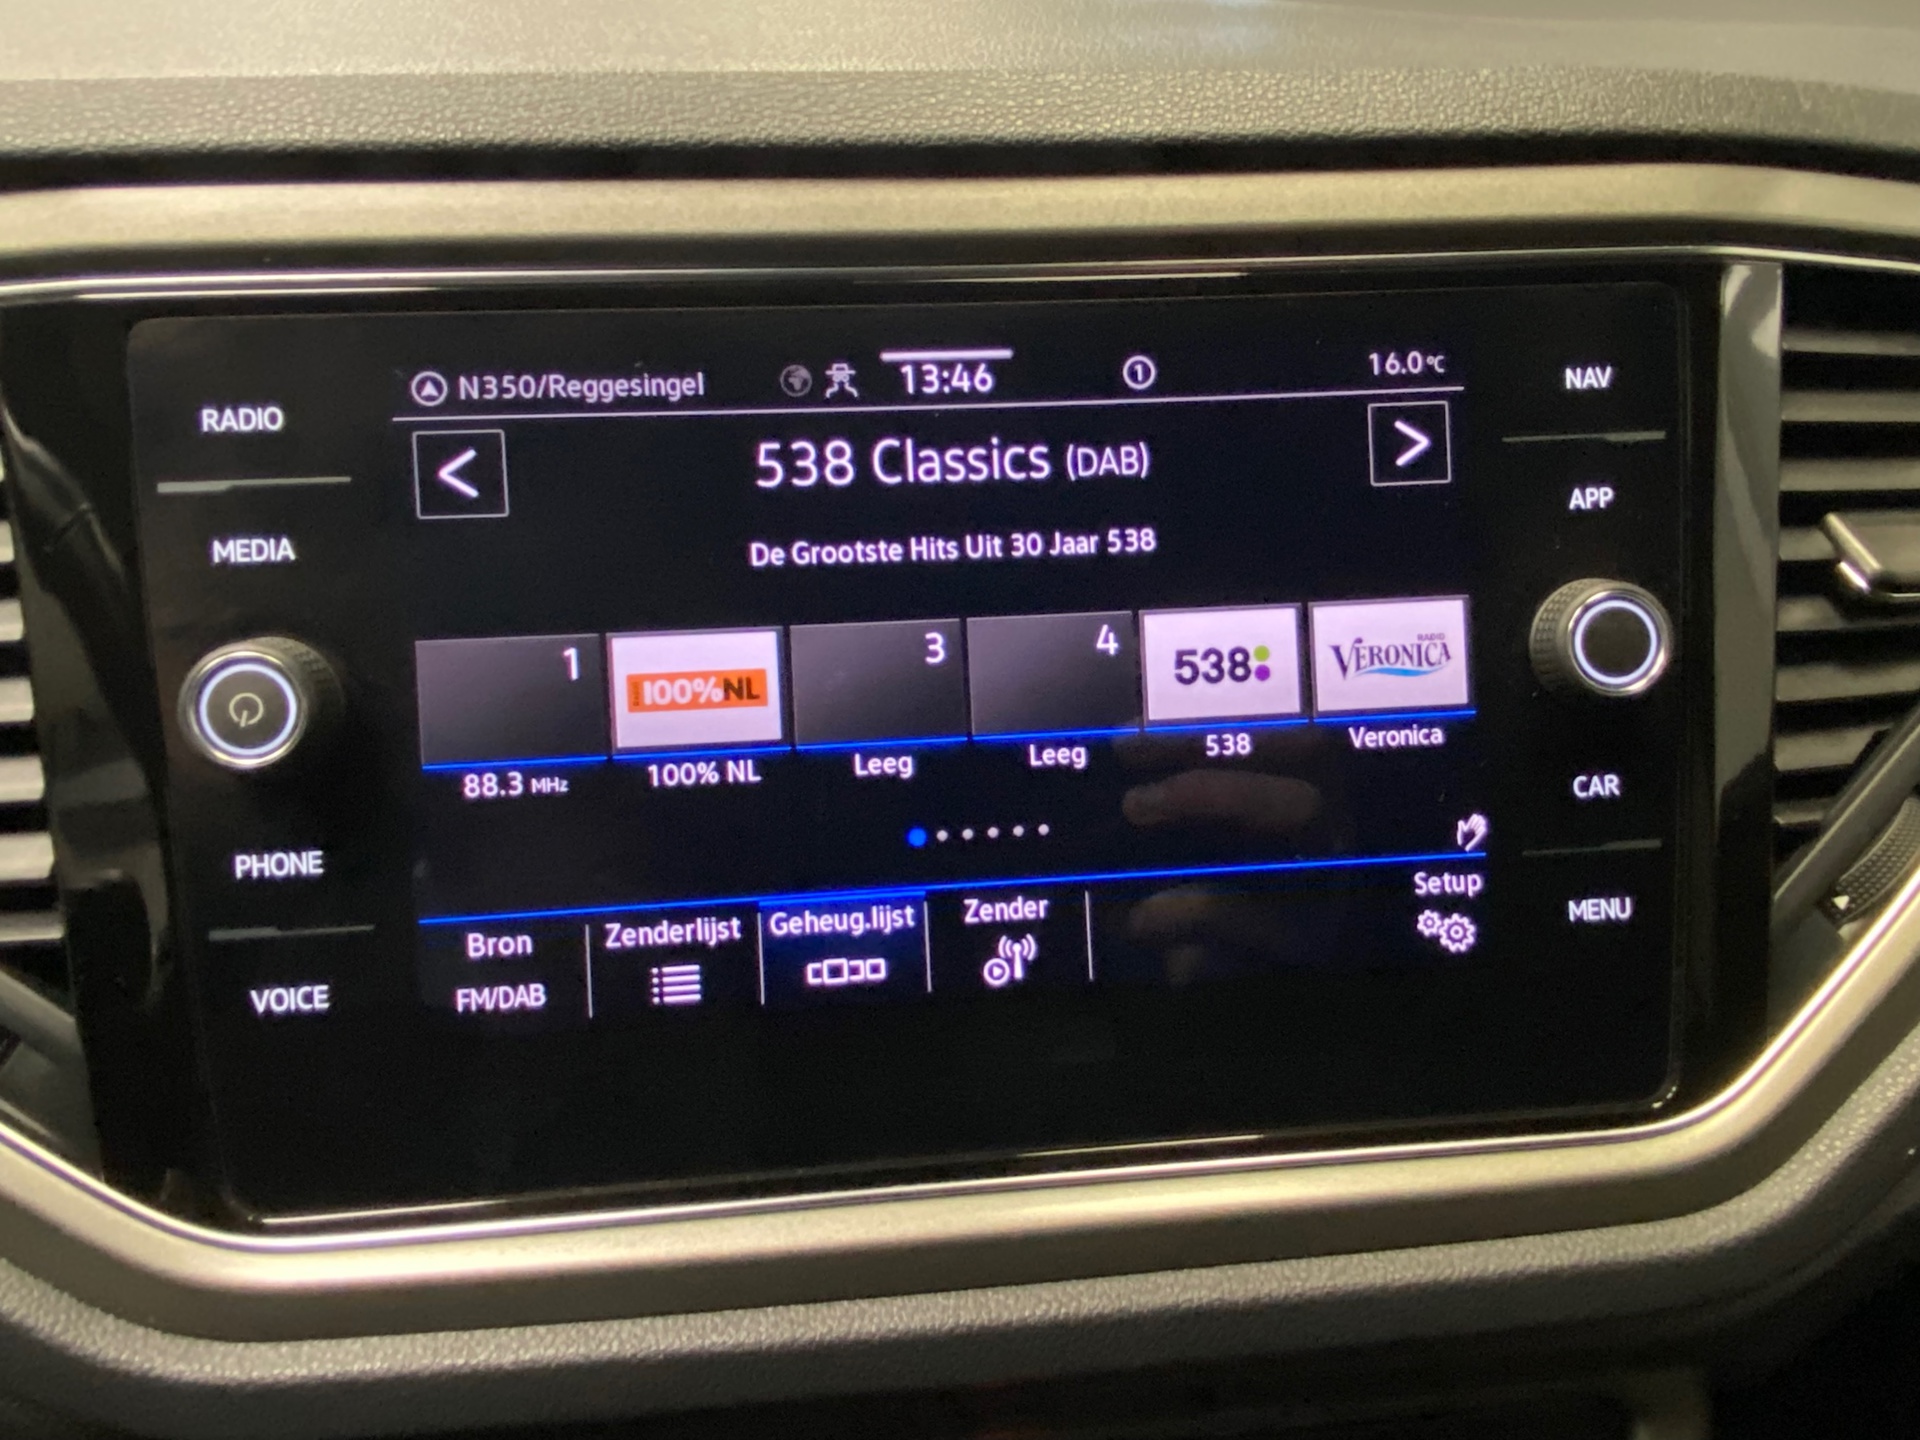 N350/Reggesingel
13:46
1
16.0°C
538 Classics (DAB)
De Grootste Hits Uit 30 Jaar 538
1
100%NL
3
4
538
RADIO
VERONICA
88.3 MHz
100% NL
Leeg
Leeg
538
Veronica
Bron
FM/DAB
Zenderlijst
Geheug.lijst
Zender
Setup
RADIO
MEDIA
PHONE
VOICE
NAV
APP
CAR
MENU